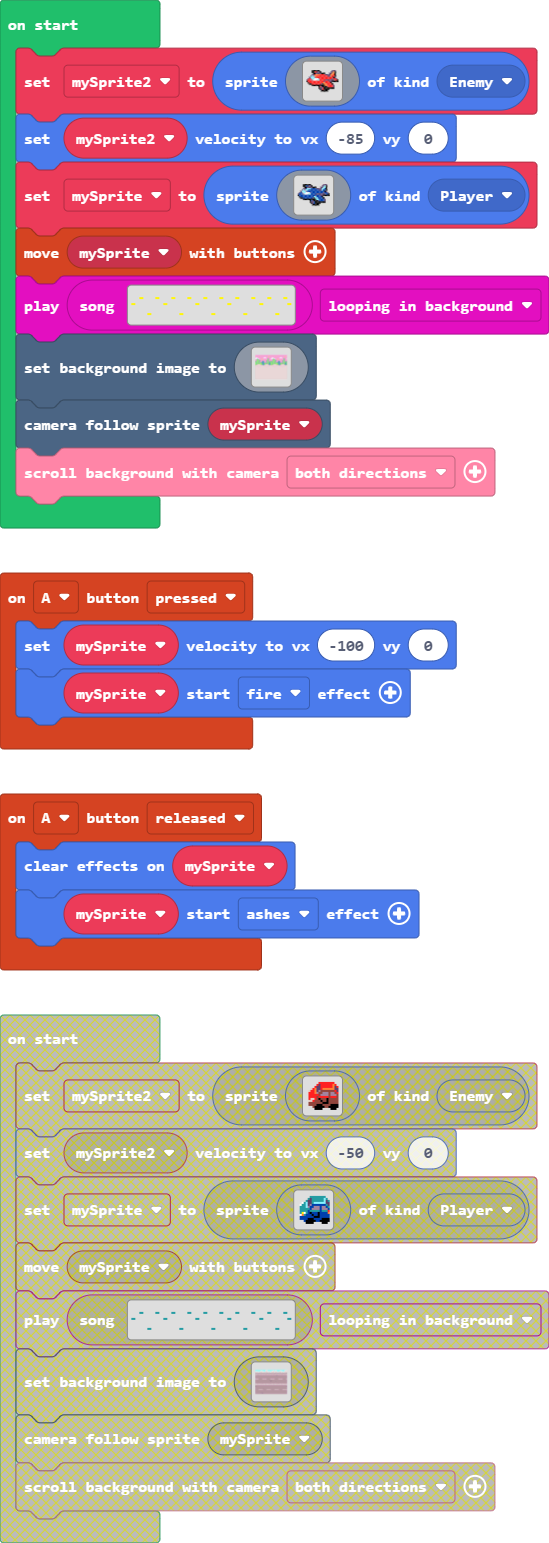 on start
set mySprite2 to sprite of kind Enemy
set mySprite2 velocity to vx -85 vy 0
set mySprite to sprite of kind Player
move mySprite with buttons
play song looping in background
set background image to
camera follow sprite mySprite
scroll background with camera both directions
on A button pressed
set mySprite velocity to vx -100 vy 0
mySprite start fire effect
on A button released
clear effects on mySprite
mySprite start ashes effect
on start
set mySprite2 to sprite of kind Enemy
set mySprite2 velocity to vx -50 vy 0
set mySprite to sprite of kind Player
move mySprite with buttons
play song looping in background
set background image to
camera follow sprite mySprite
scroll background with camera both directions